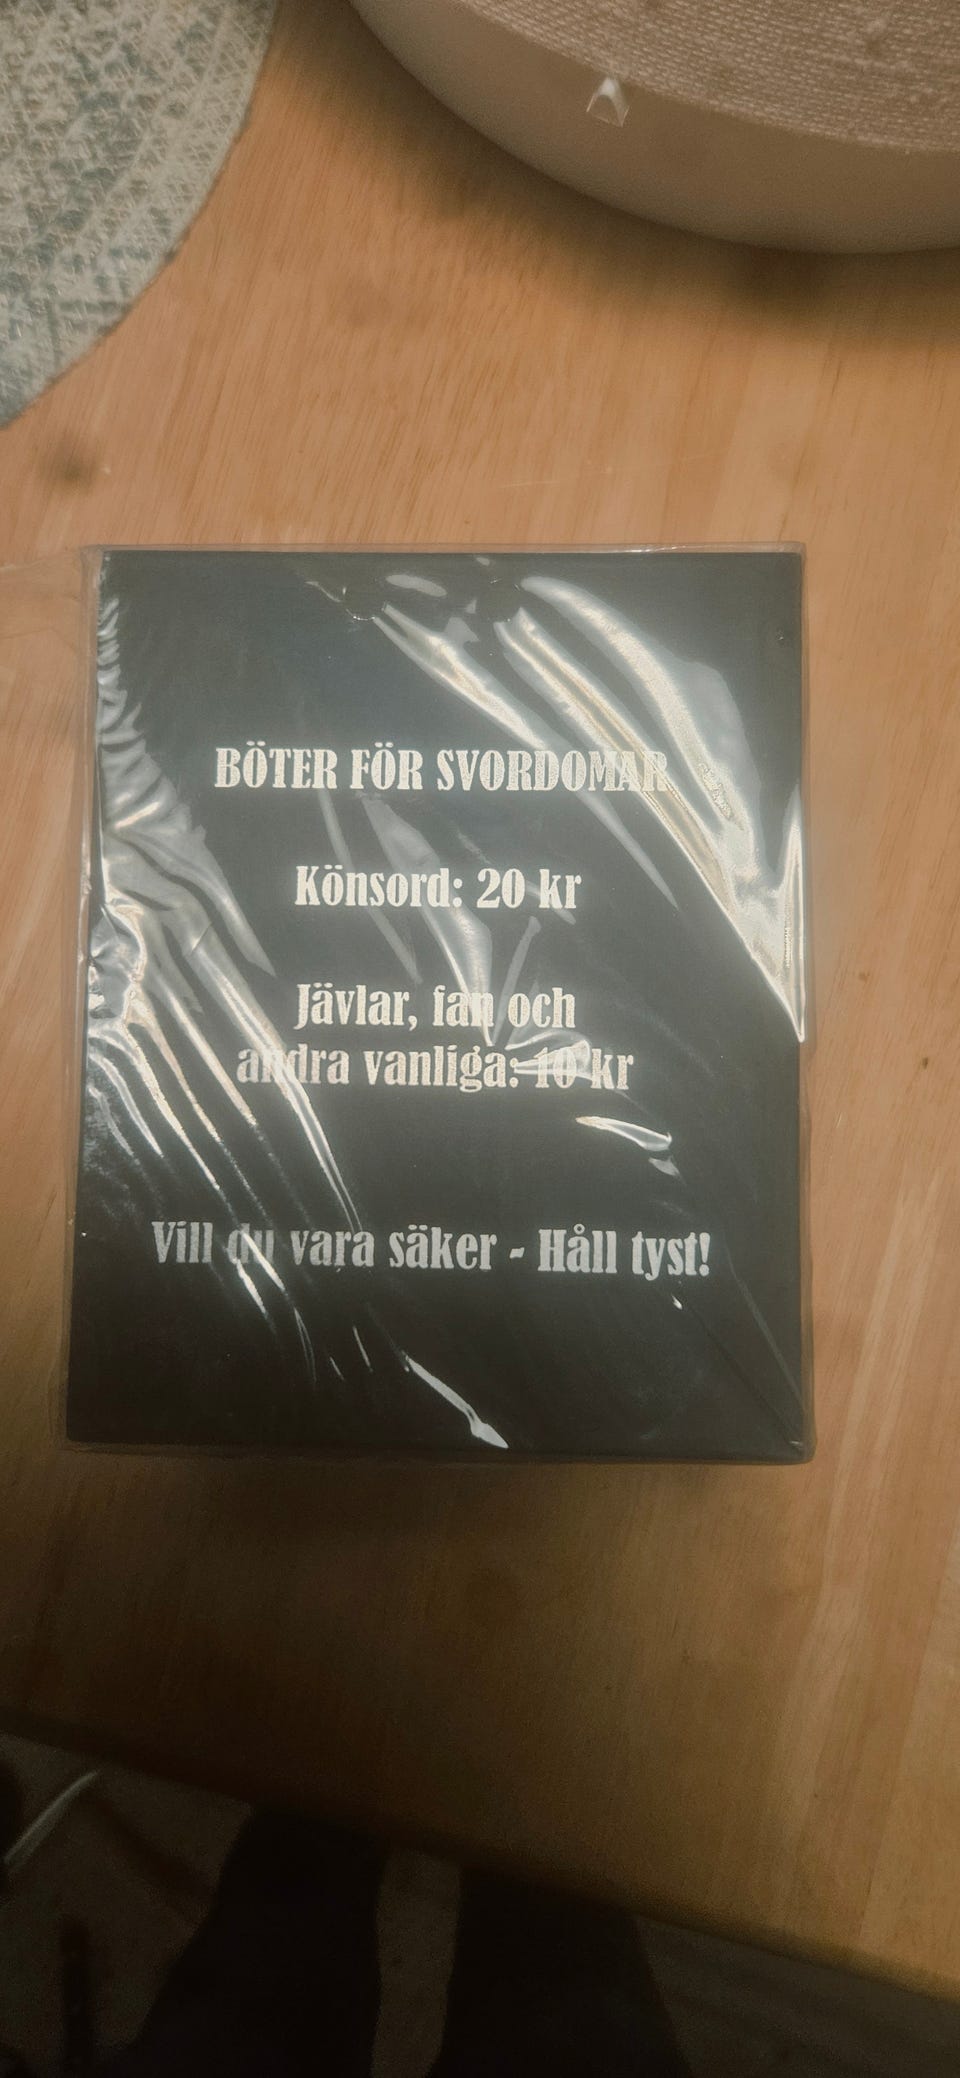 BÖTER FÖR SVORDOMAR
Könsord: 20 kr
Jävlar, fan och
andra vanliga: 10 kr
Vill du vara säker - Håll tyst!